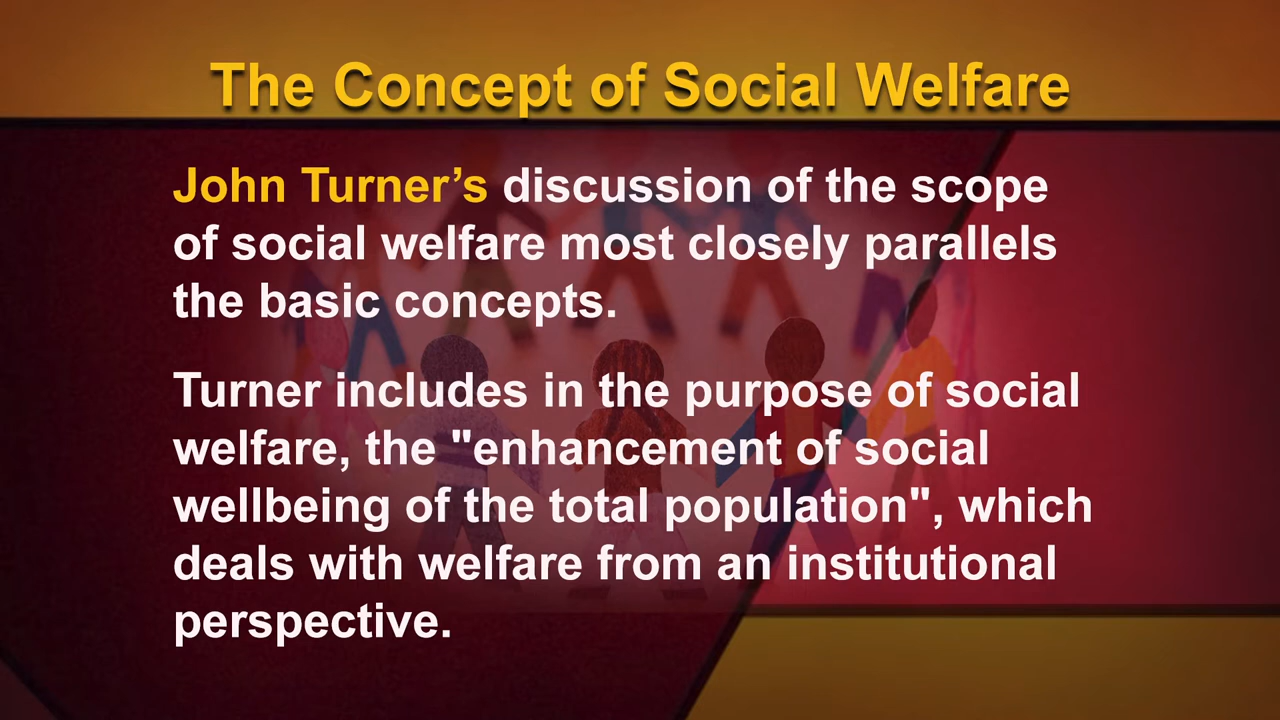 The Concept of Social Welfare
John Turner’s discussion of the scope
of social welfare most closely parallels
the basic concepts.
Turner includes in the purpose of social
welfare, the "enhancement of social
wellbeing of the total population", which
deals with welfare from an institutional
perspective.